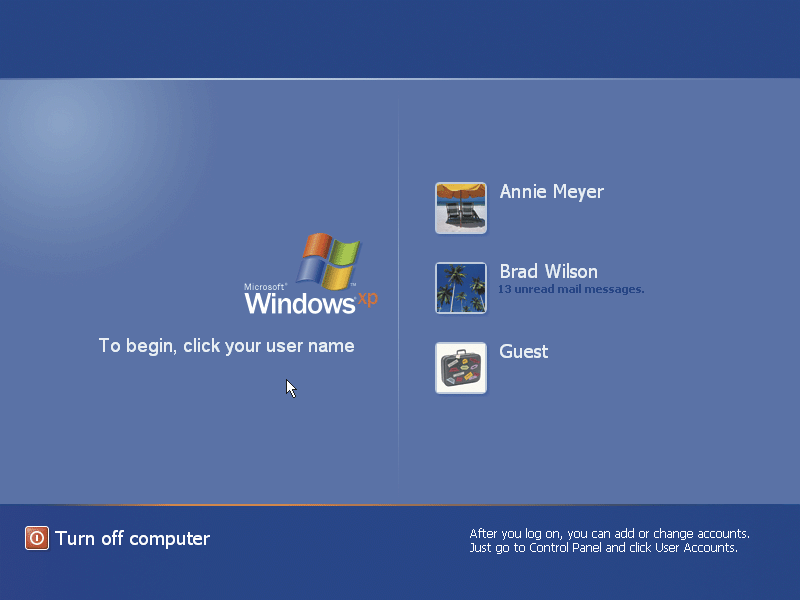 Microsoft®
Windows xp™
To begin, click your user name
Annie Meyer
Brad Wilson
13 unread mail messages.
Guest
Turn off computer
After you log on, you can add or change accounts.
Just go to Control Panel and click User Accounts.